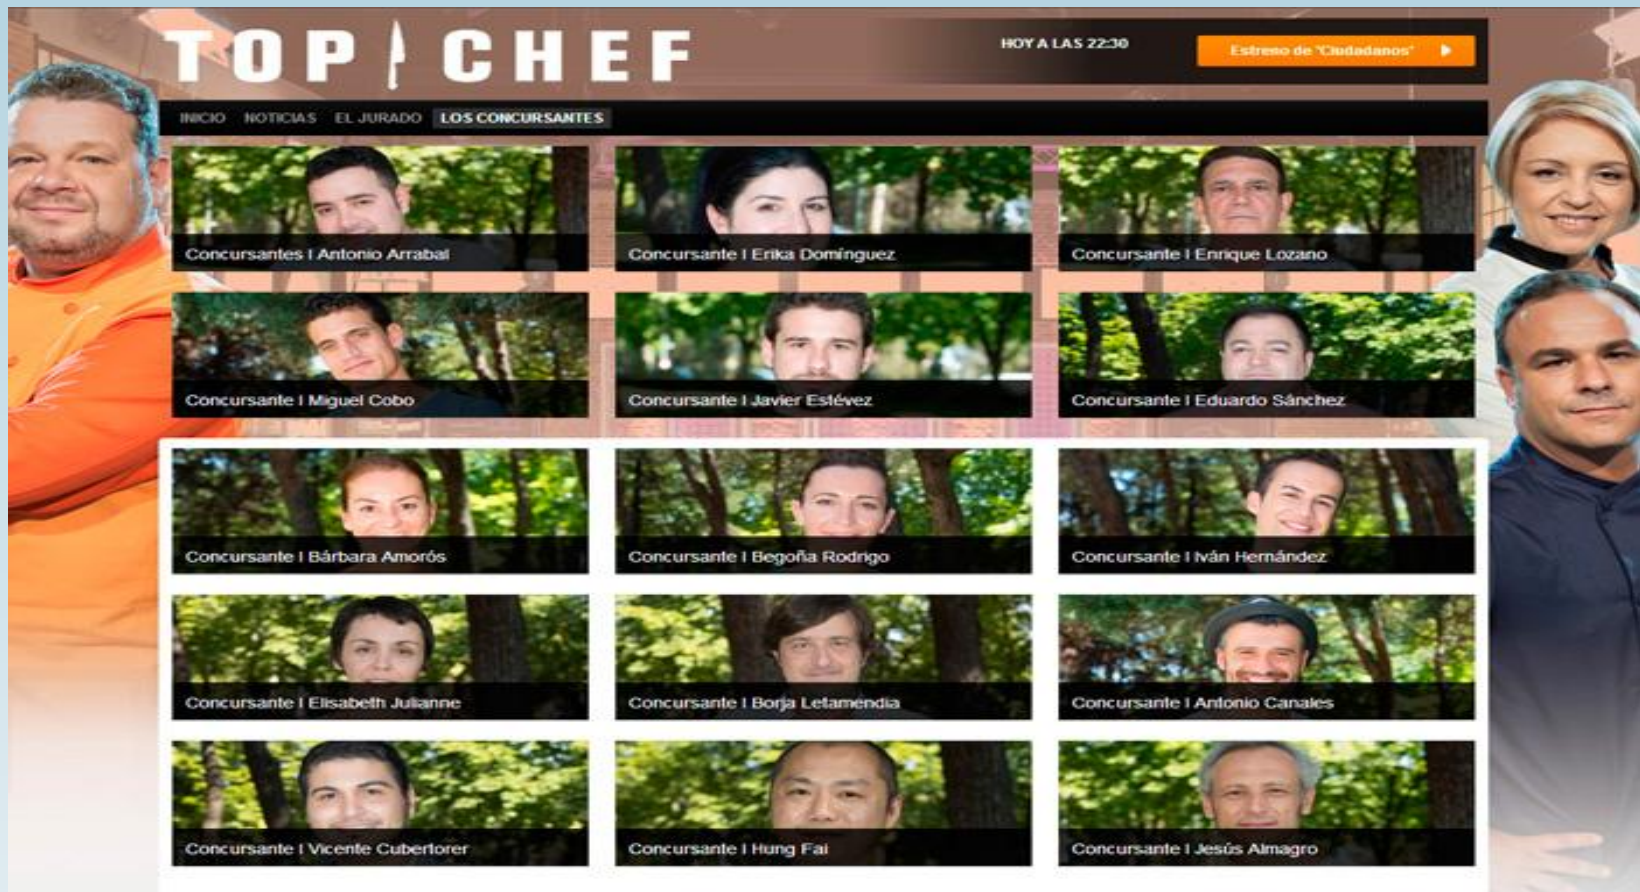 TOP CHEF
HOY A LAS 22:30
Estreno de "Ciudadanos"
INICIO NOTICIAS EL JURADO LOS CONCURSANTES
Concursantes | Antonio Arrabal
Concursante | Erika Domínguez
Concursante | Enrique Lozano
Concursante | Miguel Cobo
Concursante | Javier Estévez
Concursante | Eduardo Sánchez
Concursante | Bárbara Amorós
Concursante | Begoña Rodrigo
Concursante | Iván Hernández
Concursante | Elisabeth Julianne
Concursante | Borja Letamendia
Concursante | Antonio Canales
Concursante | Vicente Cubertorer
Concursante | Hung Fai
Concursante | Jesús Almagro